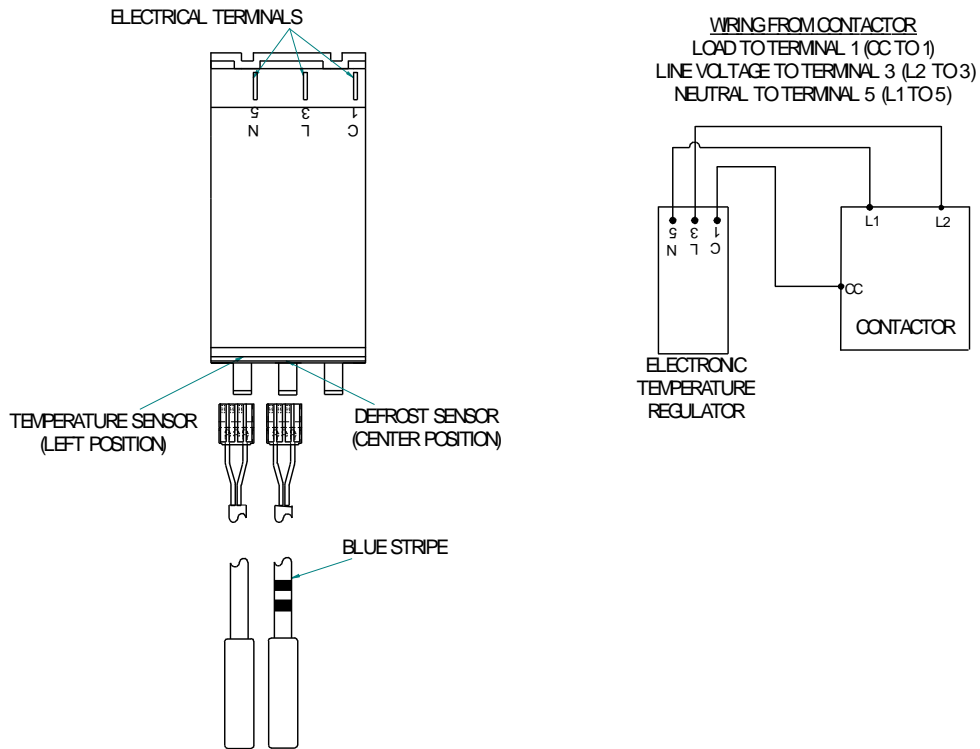 ELECTRICAL TERMINALS
5 3 1
N L C
TEMPERATURE SENSOR
(LEFT POSITION)
DEFROST SENSOR
(CENTER POSITION)
BLUE STRIPE
WIRING FROM CONTACTOR
LOAD TO TERMINAL 1 (CC TO 1)
LINE VOLTAGE TO TERMINAL 3 (L2 TO 3)
NEUTRAL TO TERMINAL 5 (L1 TO 5)
5 3 1
N L C
L1 L2
CC
CONTACTOR
ELECTRONIC
TEMPERATURE
REGULATOR